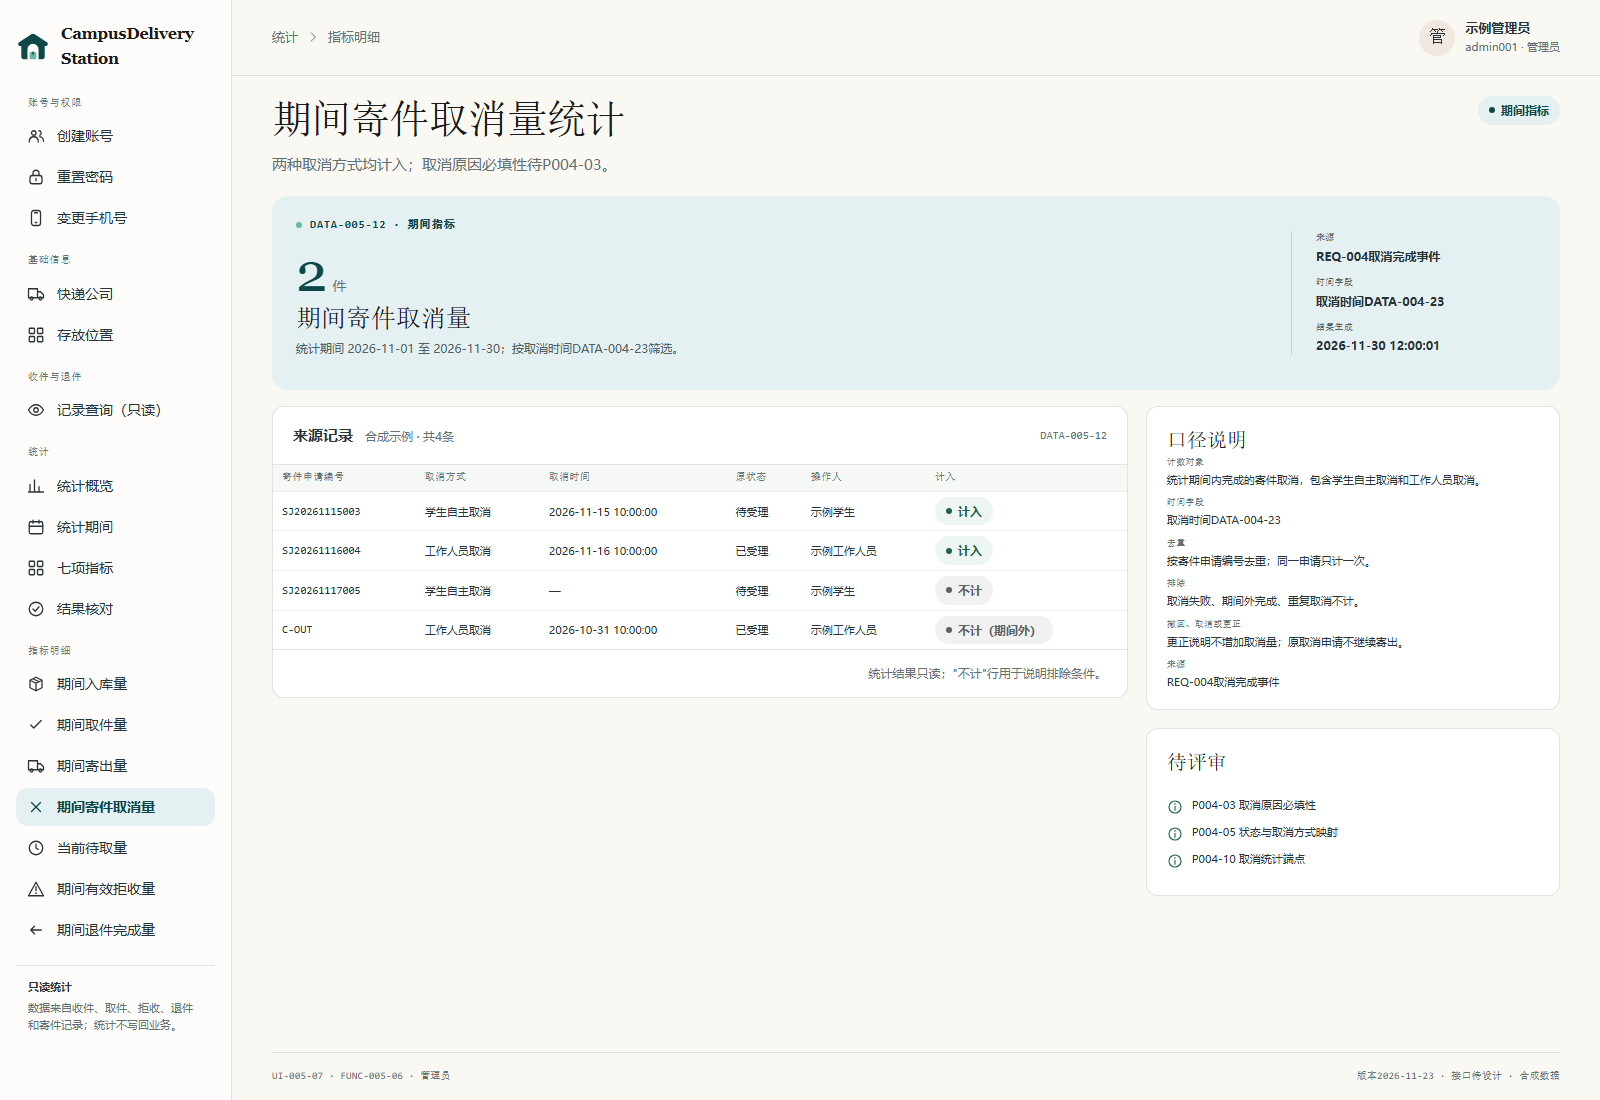 CampusDelivery
Station
账号与权限
创建账号
重置密码
变更手机号
基础信息
快递公司
存放位置
收件与退件
记录查询（只读）
统计
统计概览
统计期间
七项指标
结果核对
指标明细
期间入库量
期间取件量
期间寄出量
期间寄件取消量
当前待取量
期间有效拒收量
期间退件完成量
只读统计
数据来自收件、取件、拒收、退件
和寄件记录；统计不写回业务。
统计 > 指标明细
管
示例管理员
admin001 · 管理员
期间寄件取消量统计
期间指标
两种取消方式均计入；取消原因必填性待P004-03。
DATA-005-12 · 期间指标
2 件
期间寄件取消量
统计期间 2026-11-01 至 2026-11-30；按取消时间DATA-004-23筛选。
来源
REQ-004取消完成事件
时间字段
取消时间DATA-004-23
结果生成
2026-11-30 12:00:01
来源记录 合成示例 · 共4条 DATA-005-12
寄件申请编号 取消方式 取消时间 原状态 操作人 计入
SJ20261115003 学生自主取消 2026-11-15 10:00:00 待受理 示例学生 计入
SJ20261116004 工作人员取消 2026-11-16 10:00:00 已受理 示例工作人员 计入
SJ20261117005 学生自主取消 — 待受理 示例学生 不计
C-OUT 工作人员取消 2026-10-31 10:00:00 已受理 示例工作人员 不计（期间外）
统计结果只读；"不计"行用于说明排除条件。
口径说明
计数对象
统计期间内完成的寄件取消，包含学生自主取消和工作人员取消。
时间字段
取消时间DATA-004-23
去重
按寄件申请编号去重；同一申请只计一次。
排除
取消失败、期间外完成、重复取消不计。
撤回、取消或更正
更正说明不增加取消量；原取消申请不继续寄出。
来源
REQ-004取消完成事件
待评审
P004-03 取消原因必填性
P004-05 状态与取消方式映射
P004-10 取消统计端点
UI-005-07 · FUNC-005-06 · 管理员
版本2026-11-23 · 接口待设计 · 合成数据